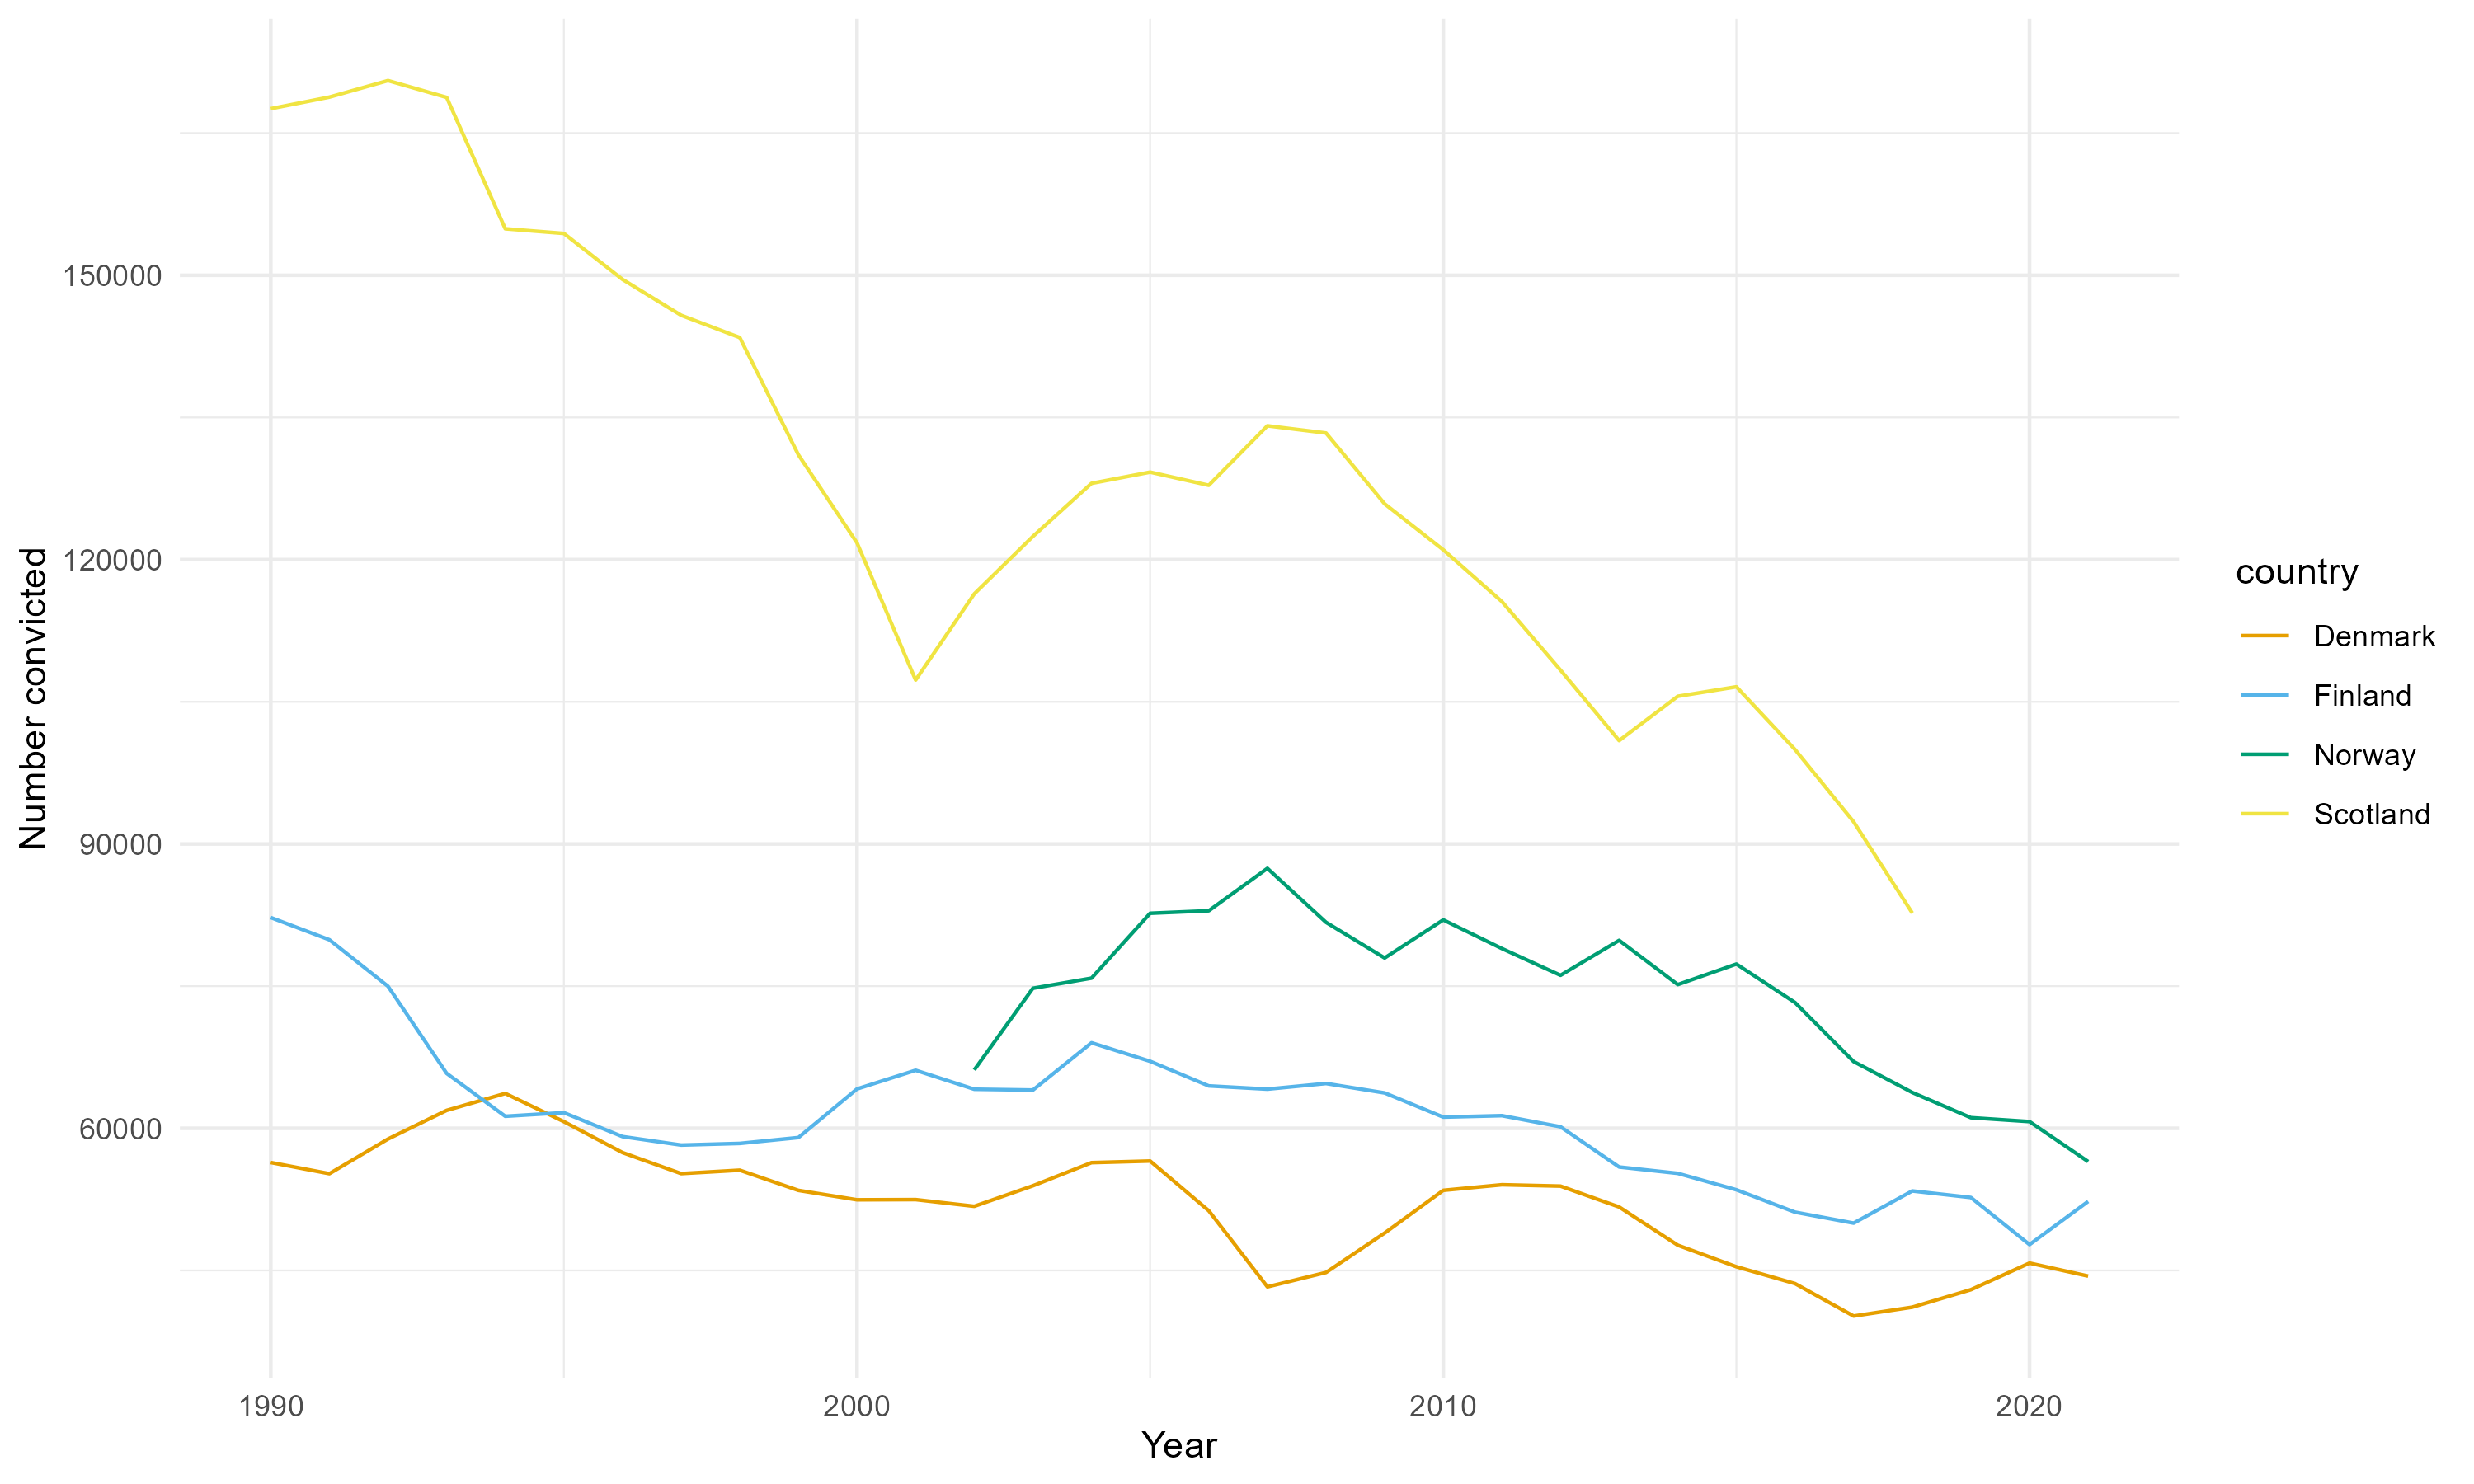 Number convicted
150000
120000
90000
60000
1990 2000 2010 2020
Year
country
Denmark
Finland
Norway
Scotland